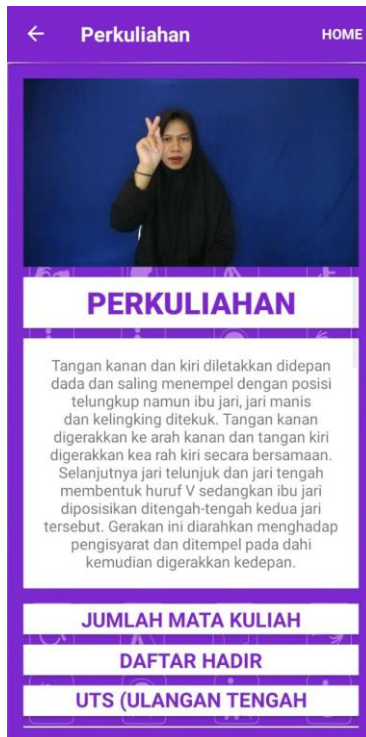 Perkuliahan
HOME
PERKULIAHAN
Tangan kanan dan kiri diletakkan didepan
dada dan saling menempel dengan posisi
telungkup namun ibu jari, jari manis
dan kelingking ditekuk. Tangan kanan
digerakkan ke arah kanan dan tangan kiri
digerakkan kea rah kiri secara bersamaan.
Selanjutnya jari telunjuk dan jari tengah
membentuk huruf V sedangkan ibu jari
diposisikan ditengah-tengah kedua jari
tersebut. Gerakan ini diarahkan menghadap
pengisyarat dan ditempel pada dahi
kemudian digerakkan kedepan.
JUMLAH MATA KULIAH
DAFTAR HADIR
UTS (ULANGAN TENGAH